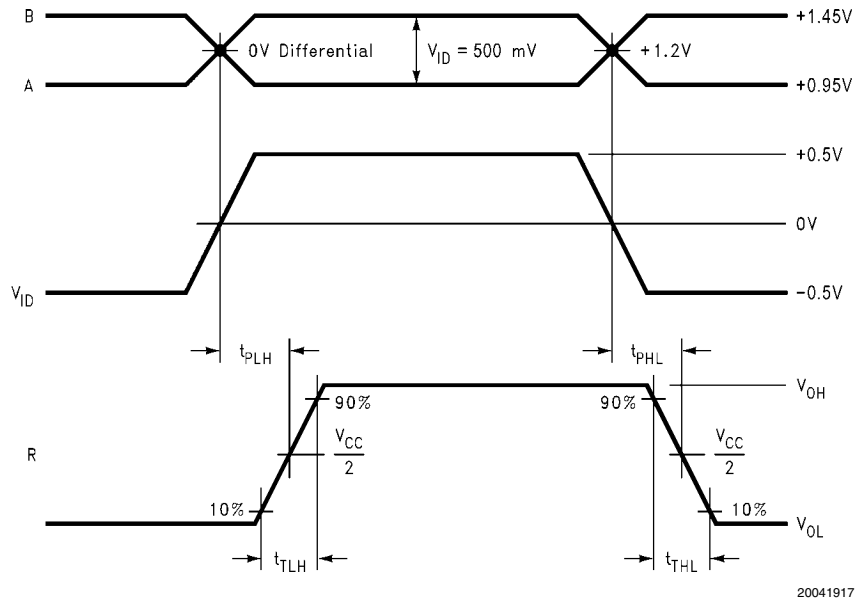 B
0V Differential
V_ID = 500 mV
+1.2V
+1.45V
A
+0.95V
+0.5V
0V
V_ID
−0.5V
t_PLH
t_PHL
V_OH
90%
90%
R
V_CC
2
V_CC
2
10%
10%
V_OL
t_TLH
t_THL
20041917